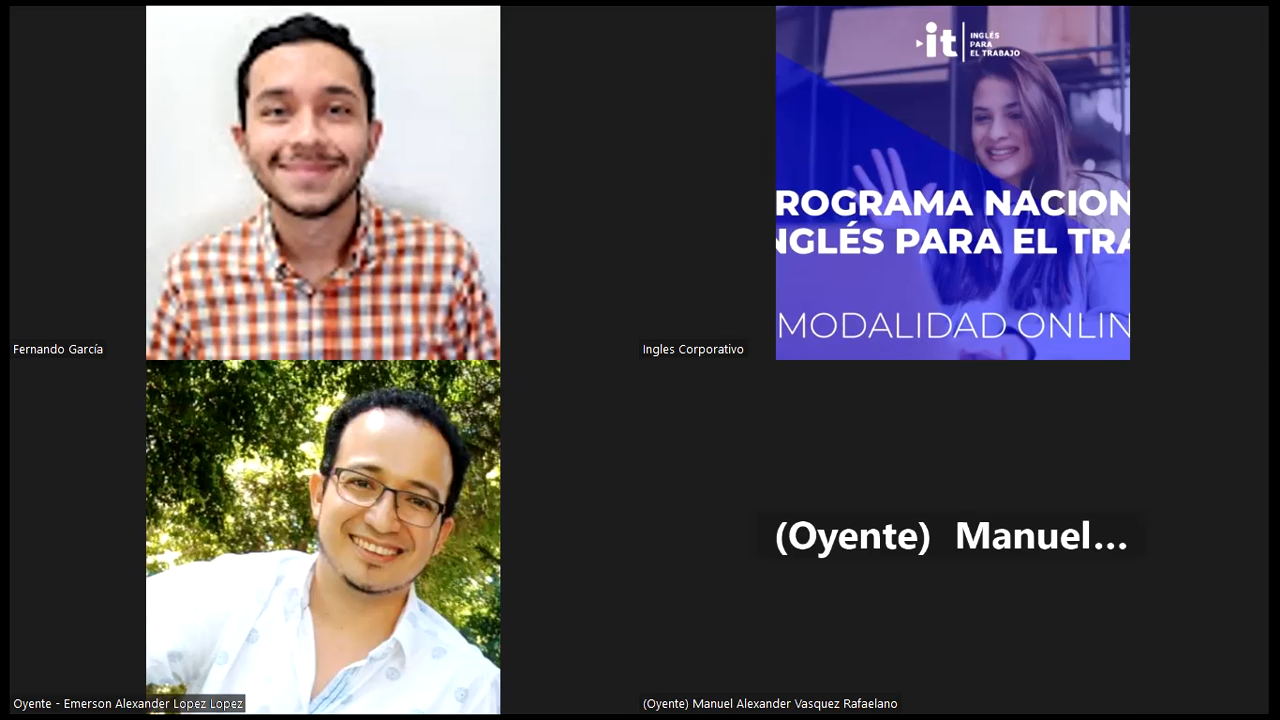 it
INGLÉS
PARA
EL TRABAJO
ROGRAMA NACION
NGLÉS PARA EL TRA
MODALIDAD ONLIN
Fernando García
Ingles Corporativo
(Oyente) Manuel...
Oyente - Emerson Alexander Lopez Lopez
(Oyente) Manuel Alexander Vasquez Rafaelano